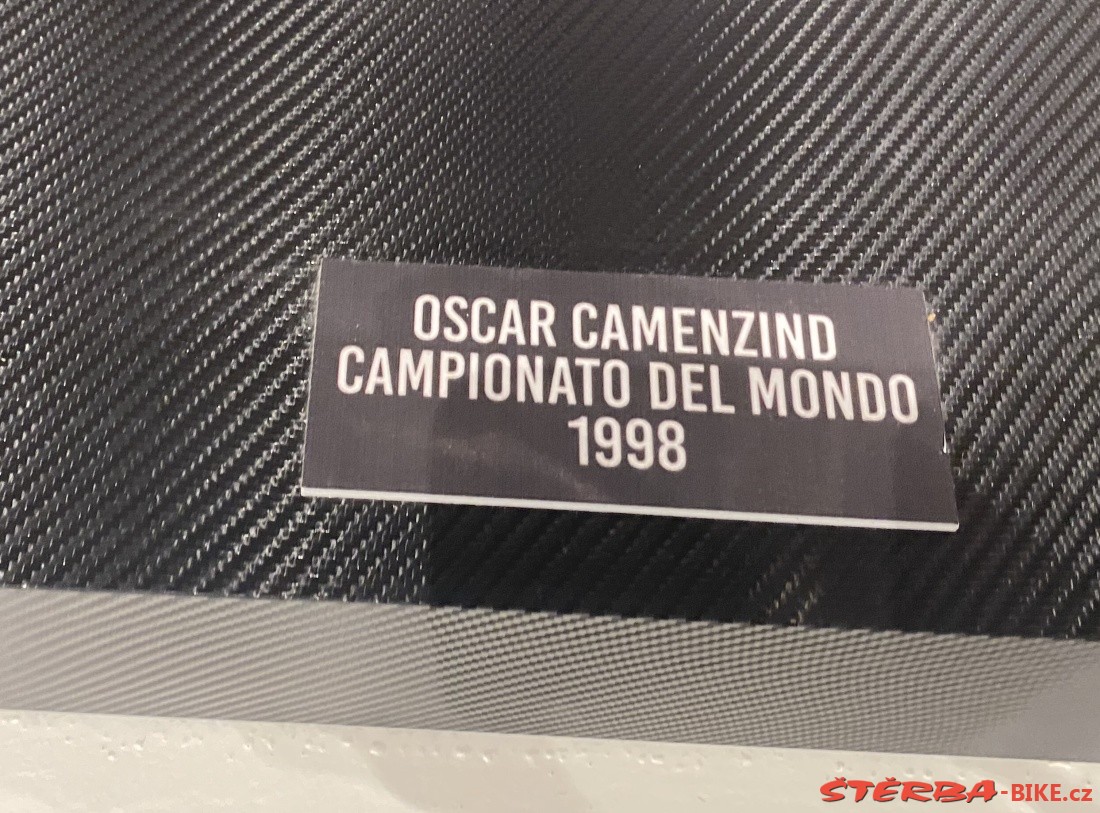 OSCAR CAMENZIND
CAMPIONATO DEL MONDO
1998
ŠTĚRBA-BIKE.cz